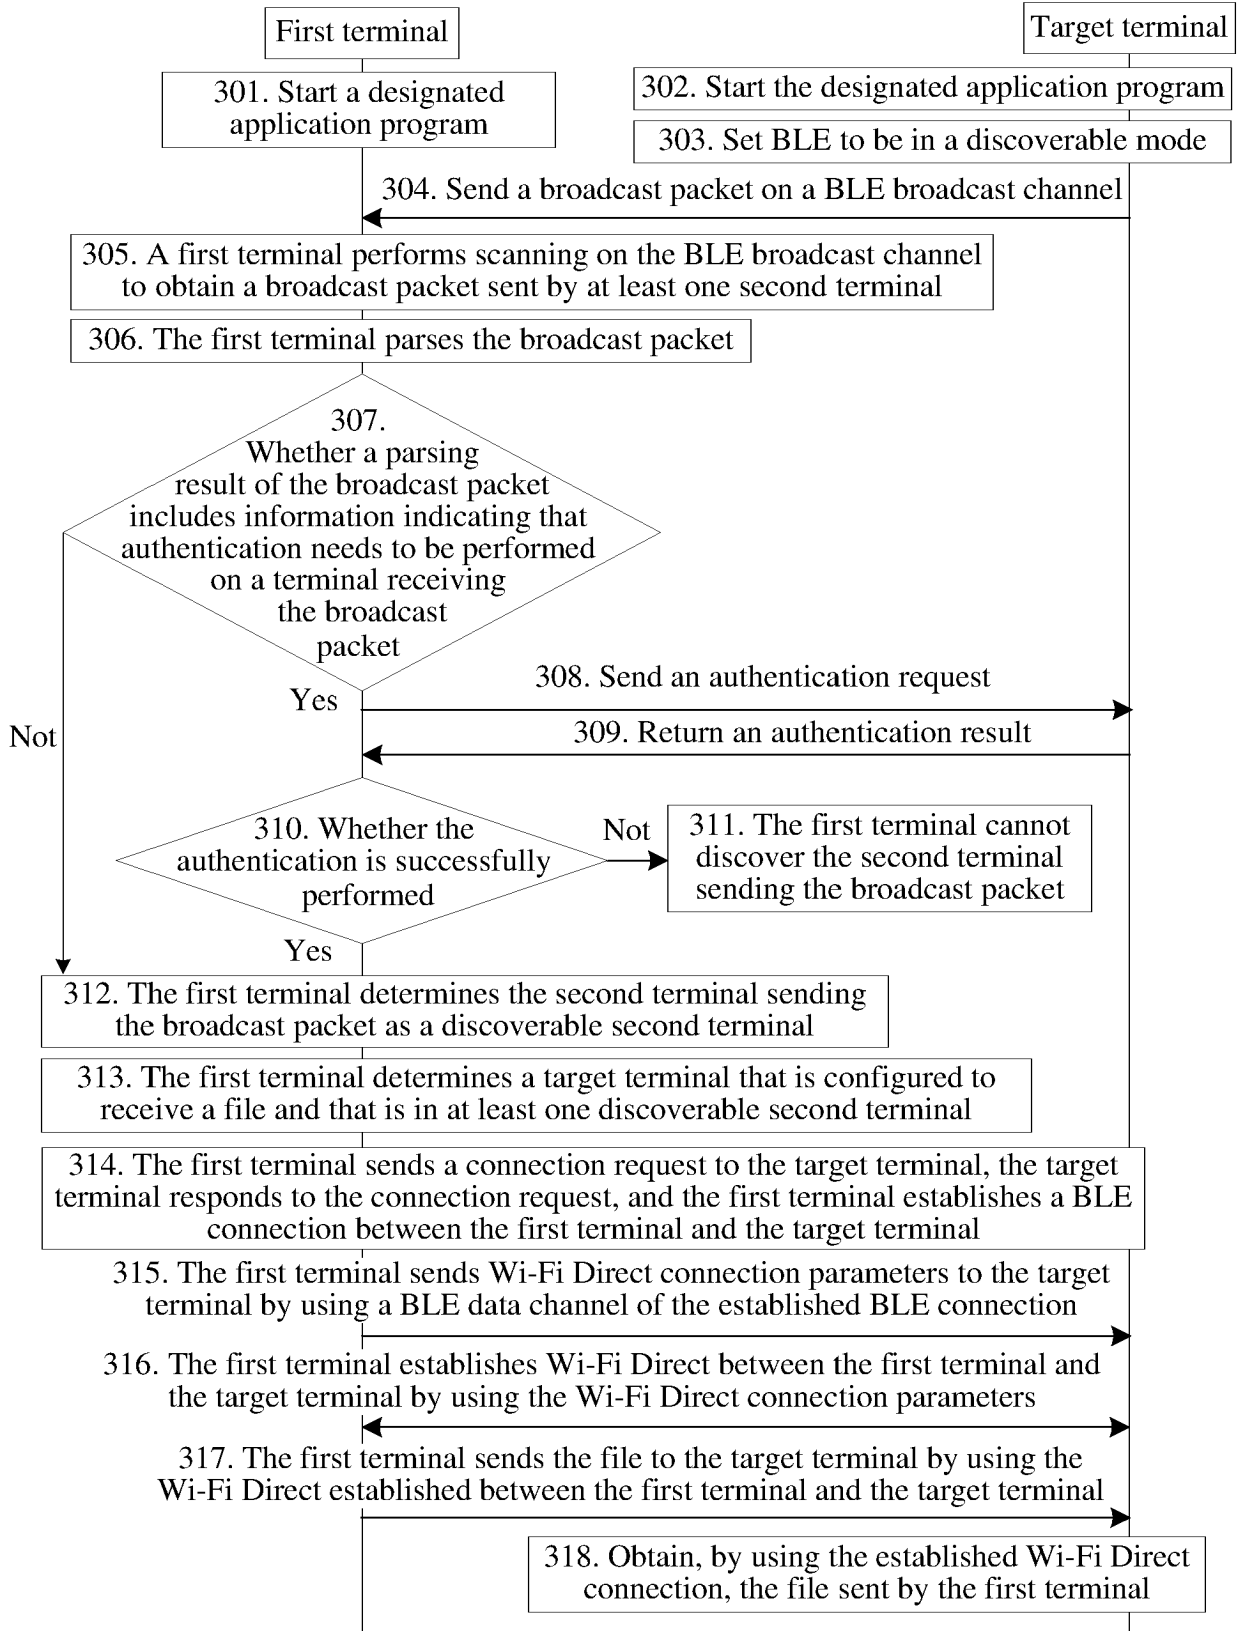 First terminal
Target terminal
301. Start a designated
application program
302. Start the designated application program
303. Set BLE to be in a discoverable mode
304. Send a broadcast packet on a BLE broadcast channel
305. A first terminal performs scanning on the BLE broadcast channel
to obtain a broadcast packet sent by at least one second terminal
306. The first terminal parses the broadcast packet
307.
Whether a parsing
result of the broadcast packet
includes information indicating that
authentication needs to be performed
on a terminal receiving
the broadcast
packet
Yes
Not
308. Send an authentication request
309. Return an authentication result
310. Whether the
authentication is successfully
performed
Not
311. The first terminal cannot
discover the second terminal
sending the broadcast packet
Yes
312. The first terminal determines the second terminal sending
the broadcast packet as a discoverable second terminal
313. The first terminal determines a target terminal that is configured to
receive a file and that is in at least one discoverable second terminal
314. The first terminal sends a connection request to the target terminal, the target
terminal responds to the connection request, and the first terminal establishes a BLE
connection between the first terminal and the target terminal
315. The first terminal sends Wi-Fi Direct connection parameters to the target
terminal by using a BLE data channel of the established BLE connection
316. The first terminal establishes Wi-Fi Direct between the first terminal and
the target terminal by using the Wi-Fi Direct connection parameters
317. The first terminal sends the file to the target terminal by using the
Wi-Fi Direct established between the first terminal and the target terminal
318. Obtain, by using the established Wi-Fi Direct
connection, the file sent by the first terminal